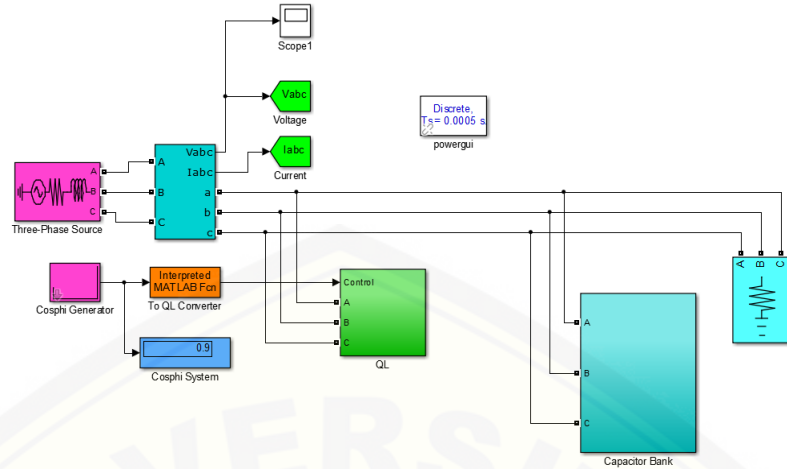 Scope1
Vabc
Voltage
Iabc
Current
Discrete,
Ts = 0.0005 s.
powergui
A
B
C
Three-Phase Source
A
B
C
Vabc
Iabc
a
b
c
Cosphi Generator
Interpreted
MATLAB Fcn
To QL Converter
0.9
Cosphi System
Control
A
B
C
QL
A
B
C
Capacitor Bank
A
B
C
VERS